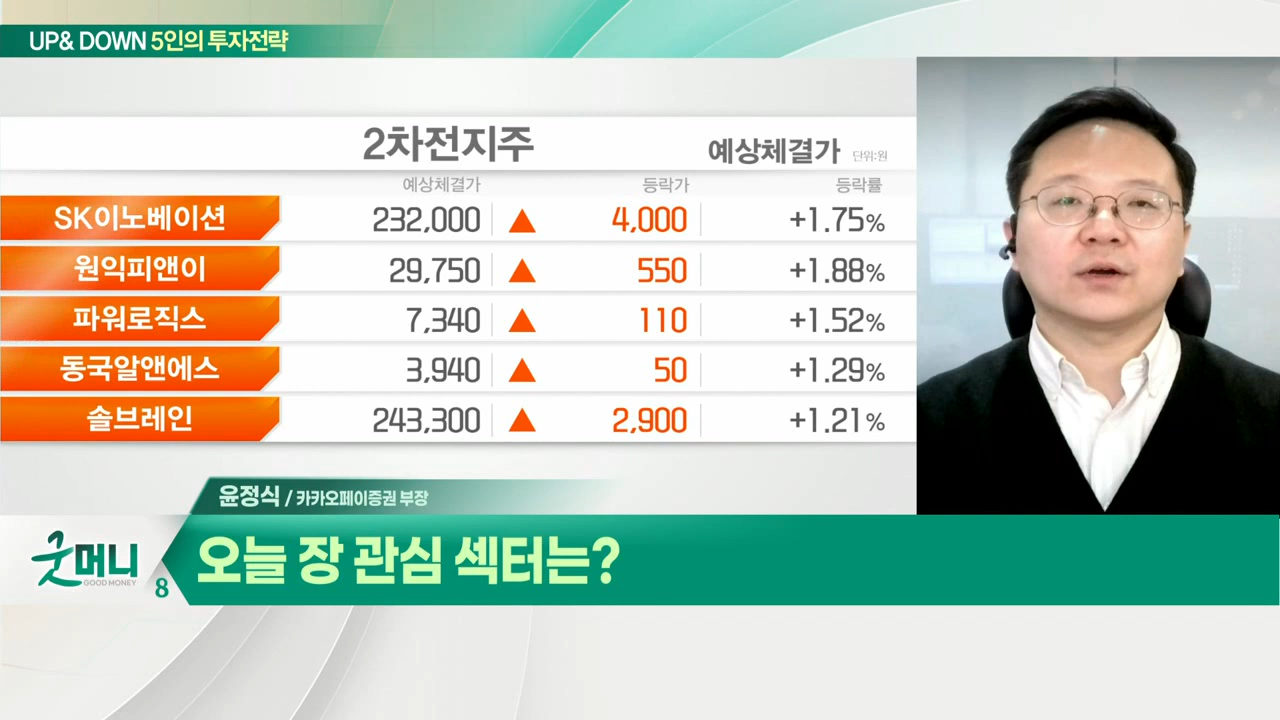 UP& DOWN 5인의 투자전략
2차전지주
예상체결가 단위:원
예상체결가 등락가 등락률
SK이노베이션 232,000 ▲ 4,000 +1.75%
원익피앤이 29,750 ▲ 550 +1.88%
파워로직스 7,340 ▲ 110 +1.52%
동국알앤에스 3,940 ▲ 50 +1.29%
솔브레인 243,300 ▲ 2,900 +1.21%
윤정식 / 카카오페이증권 부장
굿머니
GOOD MONEY
8
오늘 장 관심 섹터는?